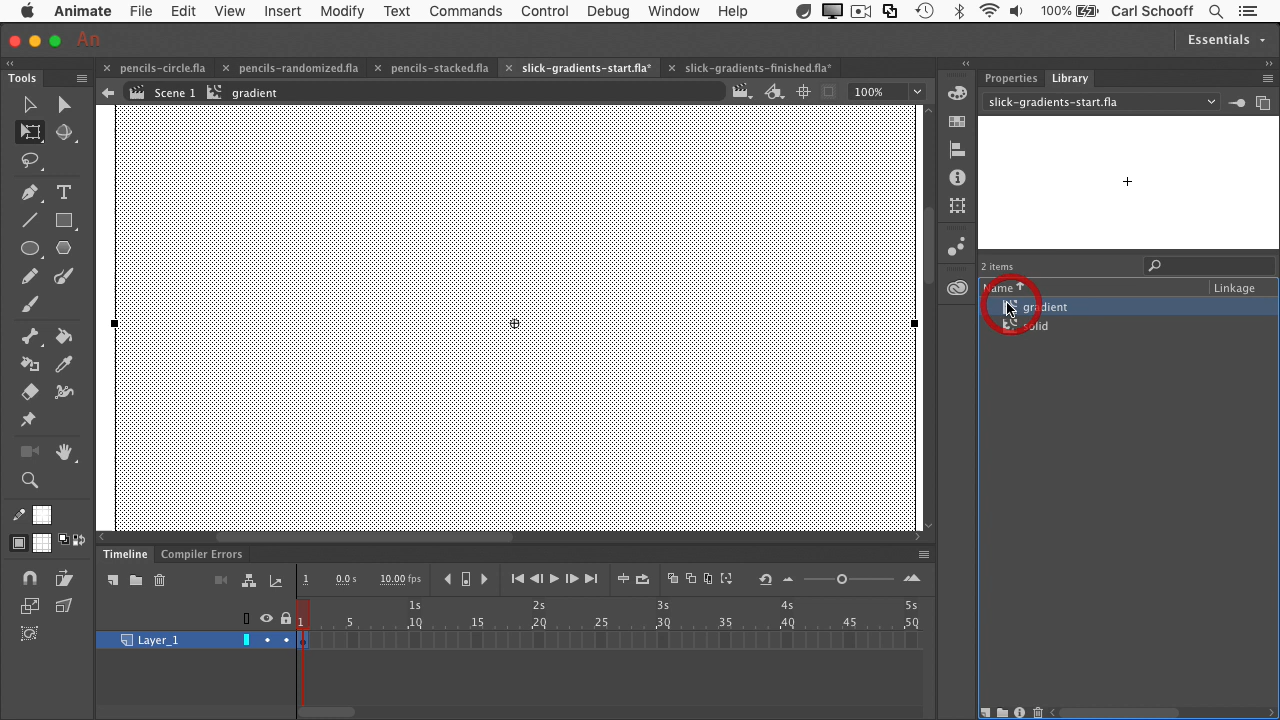 Animate File Edit View Insert Modify Text Commands Control Debug Window Help 100% Carl Schooff
An Essentials
Tools
pencils-circle.fla pencils-randomized.fla pencils-stacked.fla slick-gradients-start.fla* slick-gradients-finished.fla*
Scene 1 gradient 100%
Properties Library
slick-gradients-start.fla
2 items
Name Linkage
gradient
solid
Timeline Compiler Errors
1 0.0 s 10.00 fps
1s 2s 3s 4s 5s
1 5 10 15 20 25 30 35 40 45 50
Layer_1